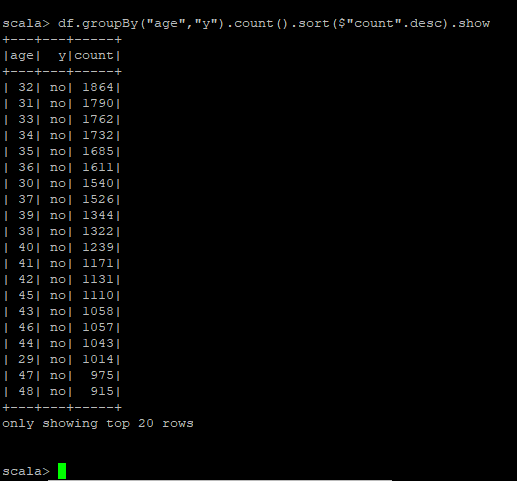 scala> df.groupBy("age","y").count().sort($"count".desc).show
+---+---+-----+
|age|  y|count|
+---+---+-----+
| 32| no| 1864|
| 31| no| 1790|
| 33| no| 1762|
| 34| no| 1732|
| 35| no| 1685|
| 36| no| 1611|
| 30| no| 1540|
| 37| no| 1526|
| 39| no| 1344|
| 38| no| 1322|
| 40| no| 1239|
| 41| no| 1171|
| 42| no| 1131|
| 45| no| 1110|
| 43| no| 1058|
| 46| no| 1057|
| 44| no| 1043|
| 29| no| 1014|
| 47| no|  975|
| 48| no|  915|
+---+---+-----+
only showing top 20 rows
scala>